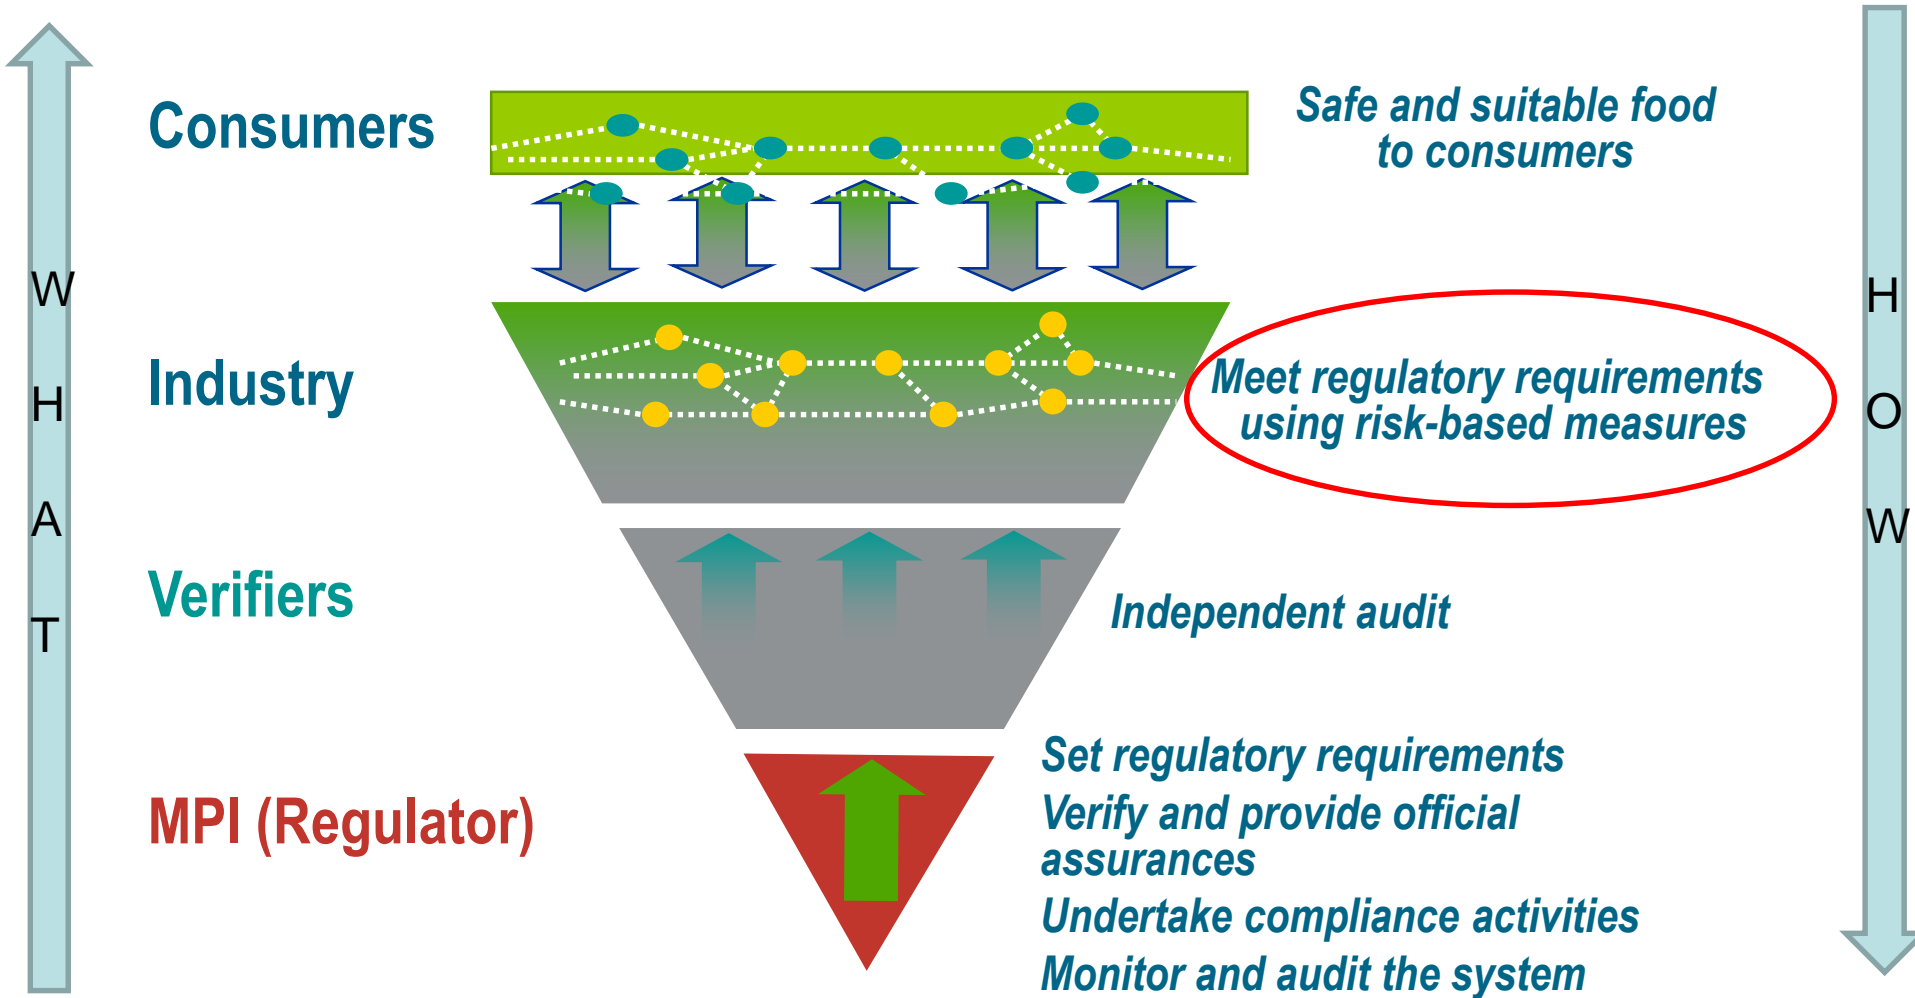 Consumers
Safe and suitable food
to consumers
Industry
Meet regulatory requirements
using risk-based measures
Verifiers
Independent audit
MPI (Regulator)
Set regulatory requirements
Verify and provide official
assurances
Undertake compliance activities
Monitor and audit the system
W
H
A
T
H
O
W